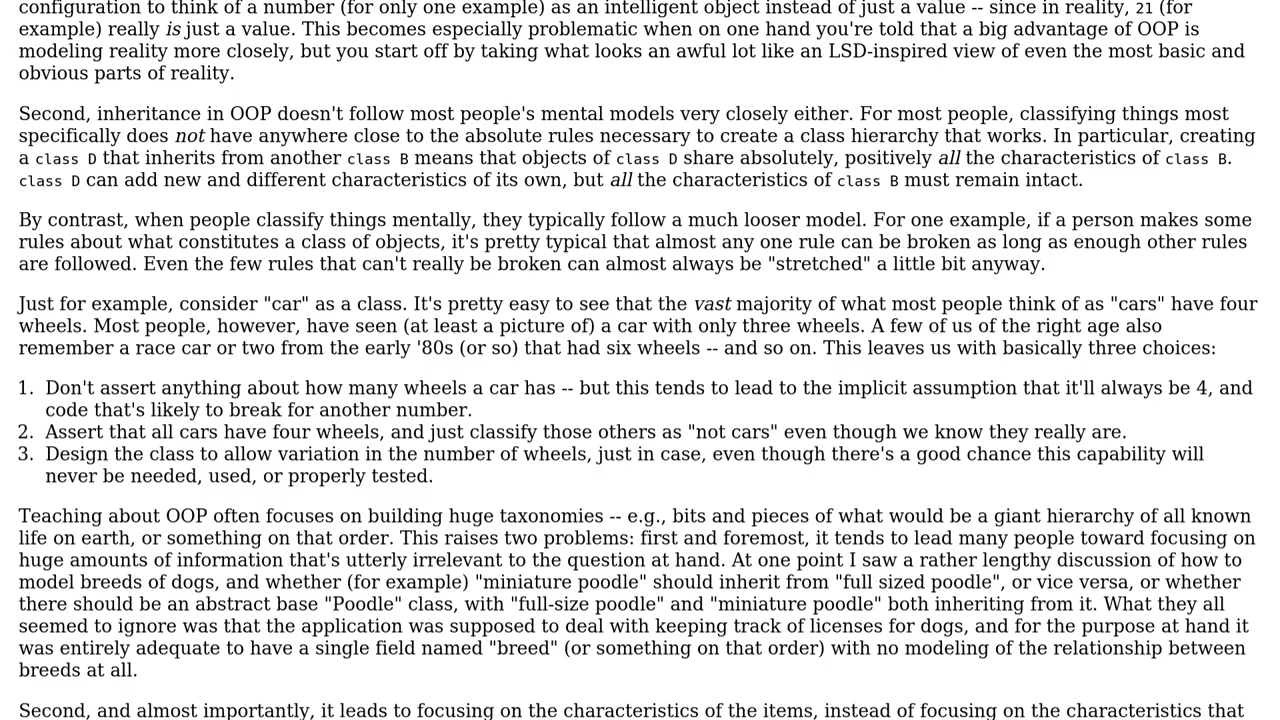 configuration to think of a number (for only one example) as an intelligent object instead of just a value -- since in reality, 21 (for
example) really is just a value. This becomes especially problematic when on one hand you're told that a big advantage of OOP is
modeling reality more closely, but you start off by taking what looks an awful lot like an LSD-inspired view of even the most basic and
obvious parts of reality.
Second, inheritance in OOP doesn't follow most people's mental models very closely either. For most people, classifying things most
specifically does not have anywhere close to the absolute rules necessary to create a class hierarchy that works. In particular, creating
a class D that inherits from another class B means that objects of class D share absolutely, positively all the characteristics of class B.
class D can add new and different characteristics of its own, but all the characteristics of class B must remain intact.
By contrast, when people classify things mentally, they typically follow a much looser model. For one example, if a person makes some
rules about what constitutes a class of objects, it's pretty typical that almost any one rule can be broken as long as enough other rules
are followed. Even the few rules that can't really be broken can almost always be "stretched" a little bit anyway.
Just for example, consider "car" as a class. It's pretty easy to see that the vast majority of what most people think of as "cars" have four
wheels. Most people, however, have seen (at least a picture of) a car with only three wheels. A few of us of the right age also
remember a race car or two from the early '80s (or so) that had six wheels -- and so on. This leaves us with basically three choices:
1. Don't assert anything about how many wheels a car has -- but this tends to lead to the implicit assumption that it'll always be 4, and
code that's likely to break for another number.
2. Assert that all cars have four wheels, and just classify those others as "not cars" even though we know they really are.
3. Design the class to allow variation in the number of wheels, just in case, even though there's a good chance this capability will
never be needed, used, or properly tested.
Teaching about OOP often focuses on building huge taxonomies -- e.g., bits and pieces of what would be a giant hierarchy of all known
life on earth, or something on that order. This raises two problems: first and foremost, it tends to lead many people toward focusing on
huge amounts of information that's utterly irrelevant to the question at hand. At one point I saw a rather lengthy discussion of how to
model breeds of dogs, and whether (for example) "miniature poodle" should inherit from "full sized poodle", or vice versa, or whether
there should be an abstract base "Poodle" class, with "full-size poodle" and "miniature poodle" both inheriting from it. What they all
seemed to ignore was that the application was supposed to deal with keeping track of licenses for dogs, and for the purpose at hand it
was entirely adequate to have a single field named "breed" (or something on that order) with no modeling of the relationship between
breeds at all.
Second, and almost importantly, it leads to focusing on the characteristics of the items, instead of focusing on the characteristics that